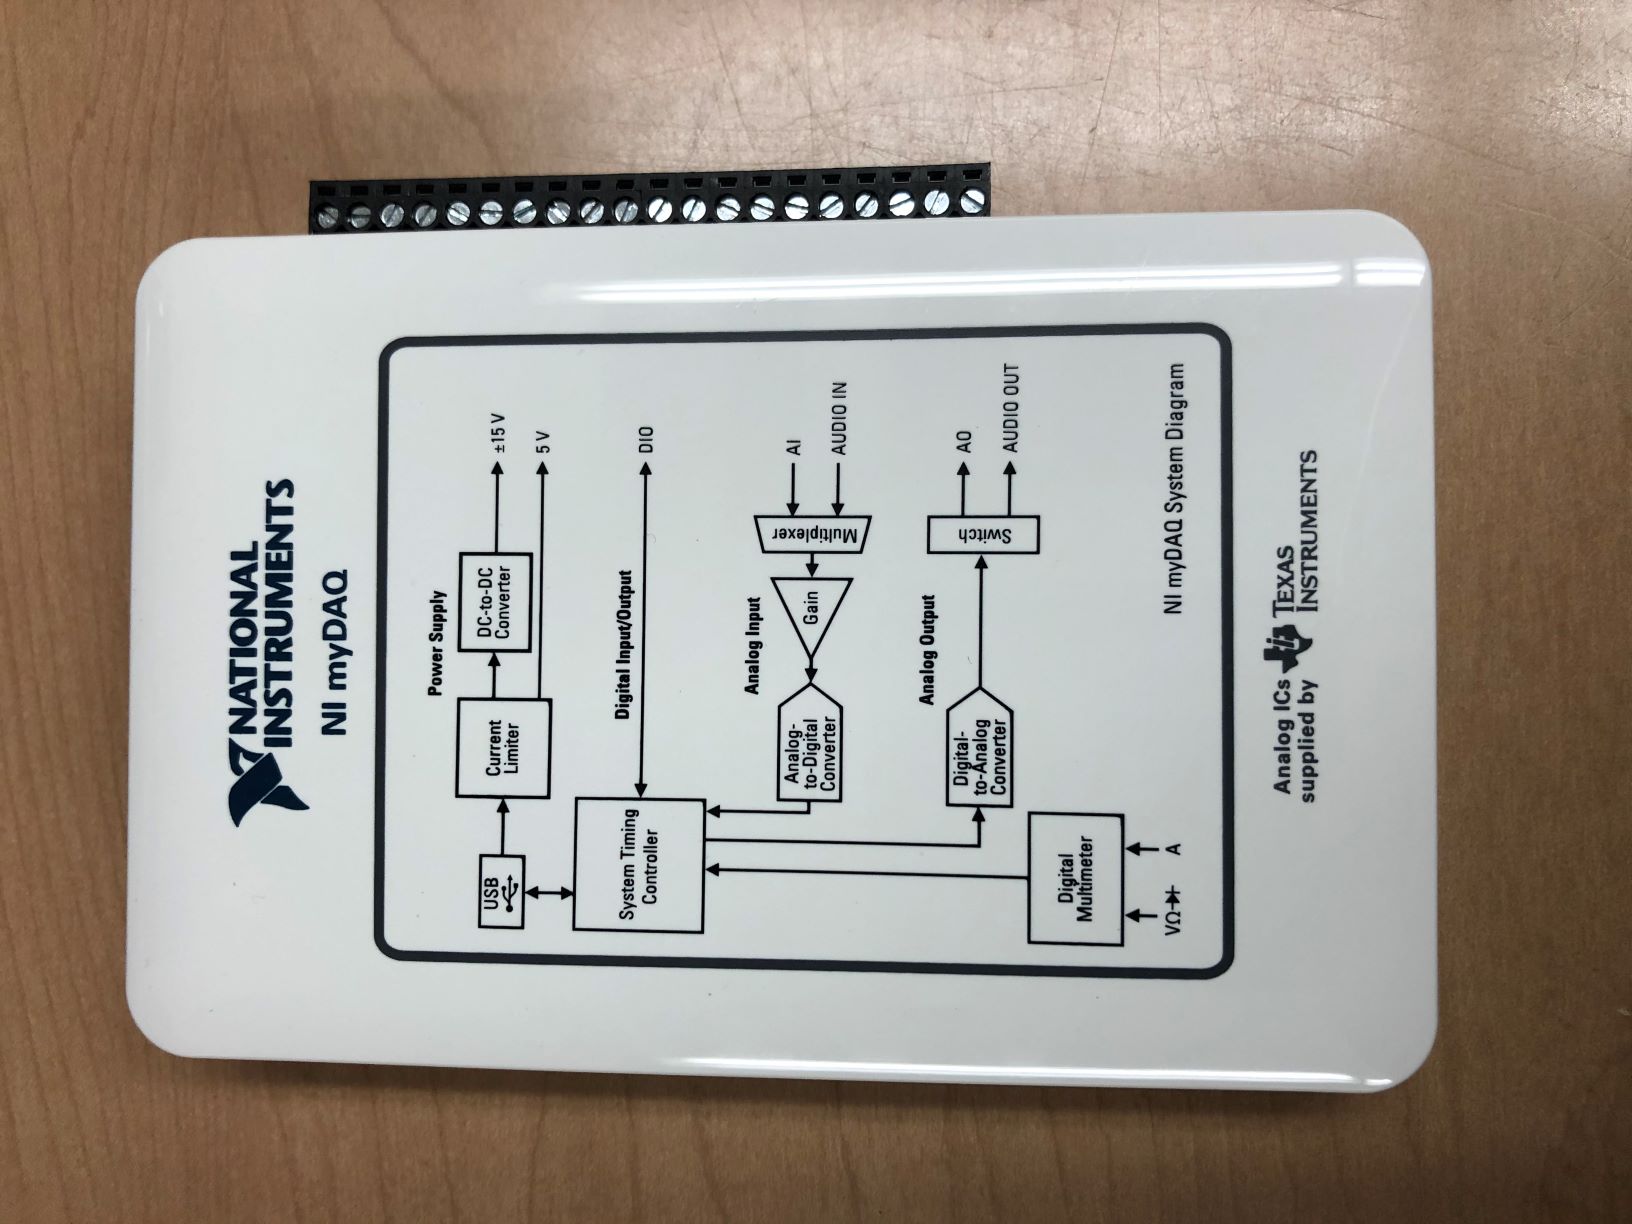 NATIONAL
INSTRUMENTS
NI myDAQ
Power Supply
USB
Current
Limiter
DC-to-DC
Converter
±15 V
5 V
System Timing
Controller
Digital Input/Output
DIO
Analog Input
Analog-
to-Digital
Converter
Gain
Multiplexer
AI
AUDIO IN
Analog Output
Digital-
to-Analog
Converter
Switch
AO
AUDIO OUT
Digital
Multimeter
VΩ
A
NI myDAQ System Diagram
Analog ICs
supplied by
ti
TEXAS
INSTRUMENTS